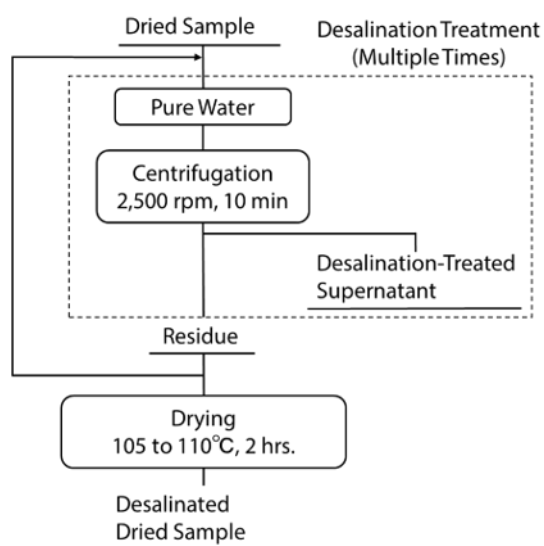 Dried Sample
Desalination Treatment
(Multiple Times)
Pure Water
Centrifugation
2,500 rpm, 10 min
Desalination-Treated
Supernatant
Residue
Drying
105 to 110℃, 2 hrs.
Desalinated
Dried Sample